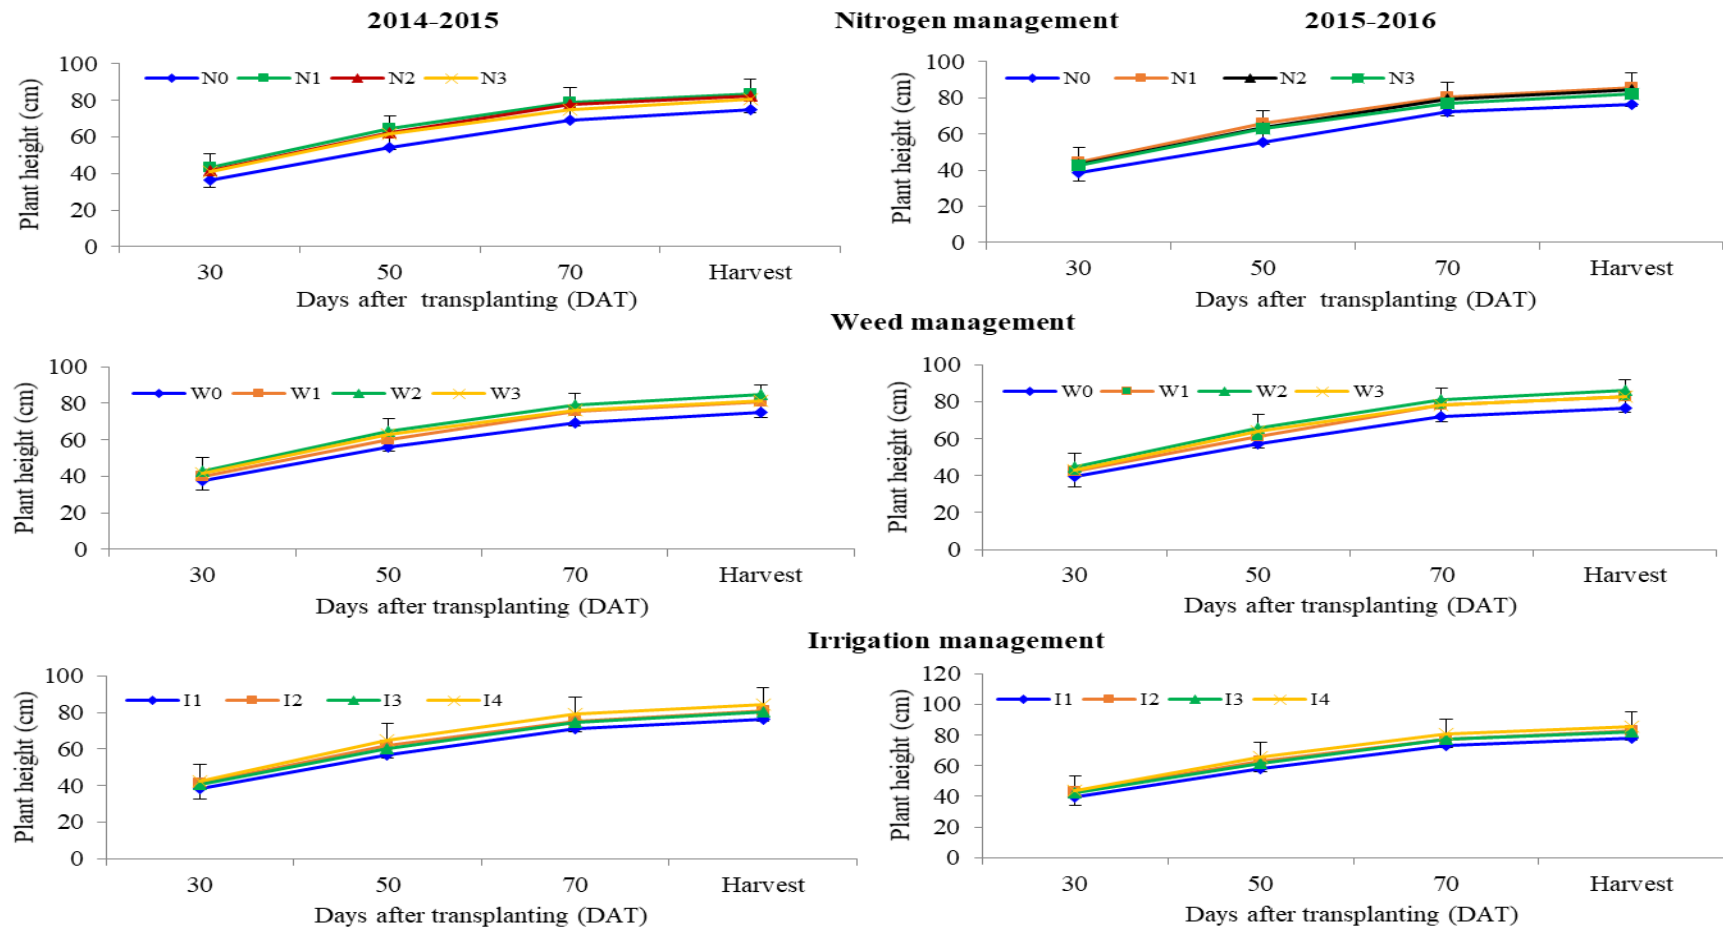 2014-2015 Nitrogen management 2015-2016
Plant height (cm)
100
80
60
40
20
0
N0 N1 N2 N3
30 50 70 Harvest
Days after transplanting (DAT)
Plant height (cm)
100
80
60
40
20
0
N0 N1 N2 N3
30 50 70 Harvest
Days after transplanting (DAT)
Weed management
Plant height (cm)
100
80
60
40
20
0
W0 W1 W2 W3
30 50 70 Harvest
Days after transplanting (DAT)
Plant height (cm)
100
80
60
40
20
0
W0 W1 W2 W3
30 50 70 Harvest
Days after transplanting (DAT)
Irrigation management
Plant height (cm)
100
80
60
40
20
0
I1 I2 I3 I4
30 50 70 Harvest
Days after transplanting (DAT)
Plant height (cm)
120
100
80
60
40
20
0
I1 I2 I3 I4
30 50 70 Harvest
Days after transplanting (DAT)